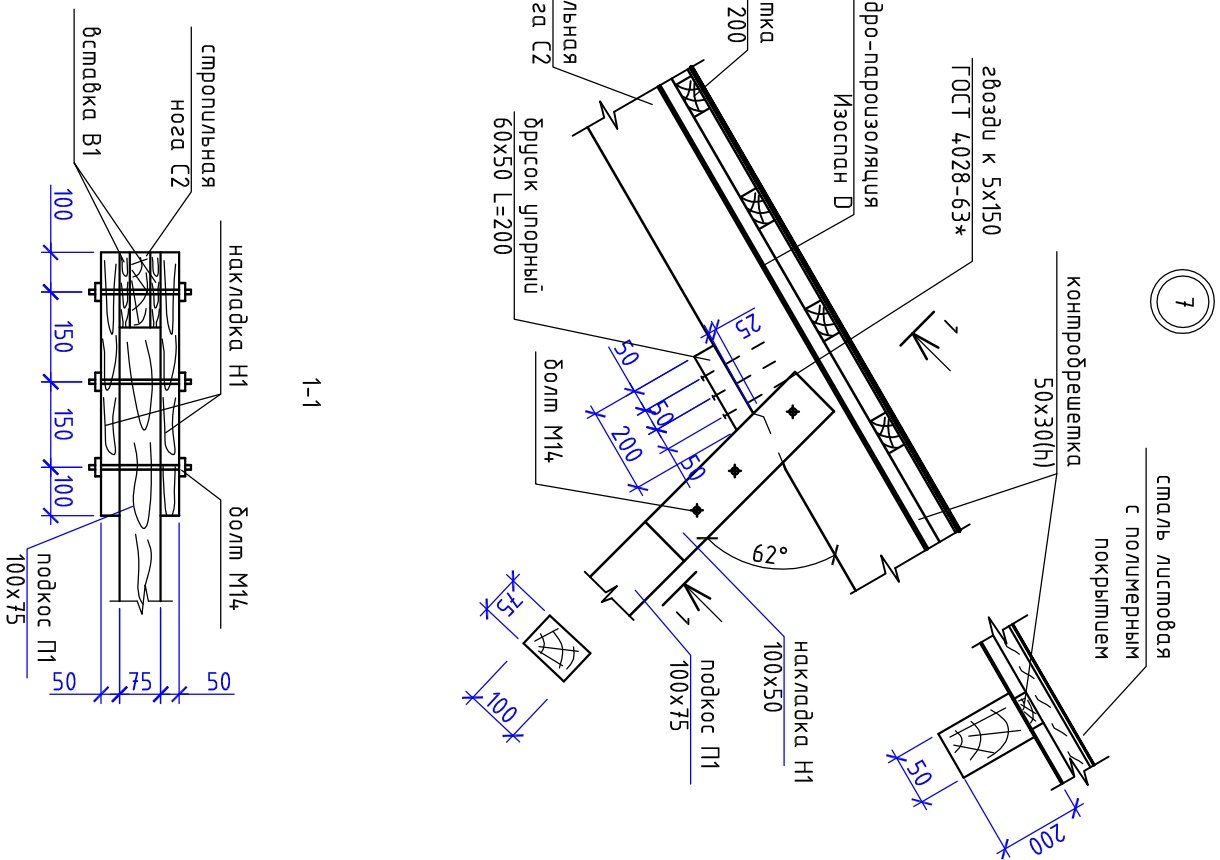 7
гвозди к 5х150
ГОСТ 4028-63*
контробрешетка
50х30(h)
сталь листовая
с полимерным
покрытием
200
Изоспан D
брусок упорный
60х50 L=200
болт М14
25
50
50
50
200
62°
1
1
накладка Н1
100х50
подкос П1
100х75
75
100
50
200
1-1
вставка В1
стропильная
нога С2
накладка Н1
болт М14
подкос П1
100х75
100
150
150
100
50
75
50